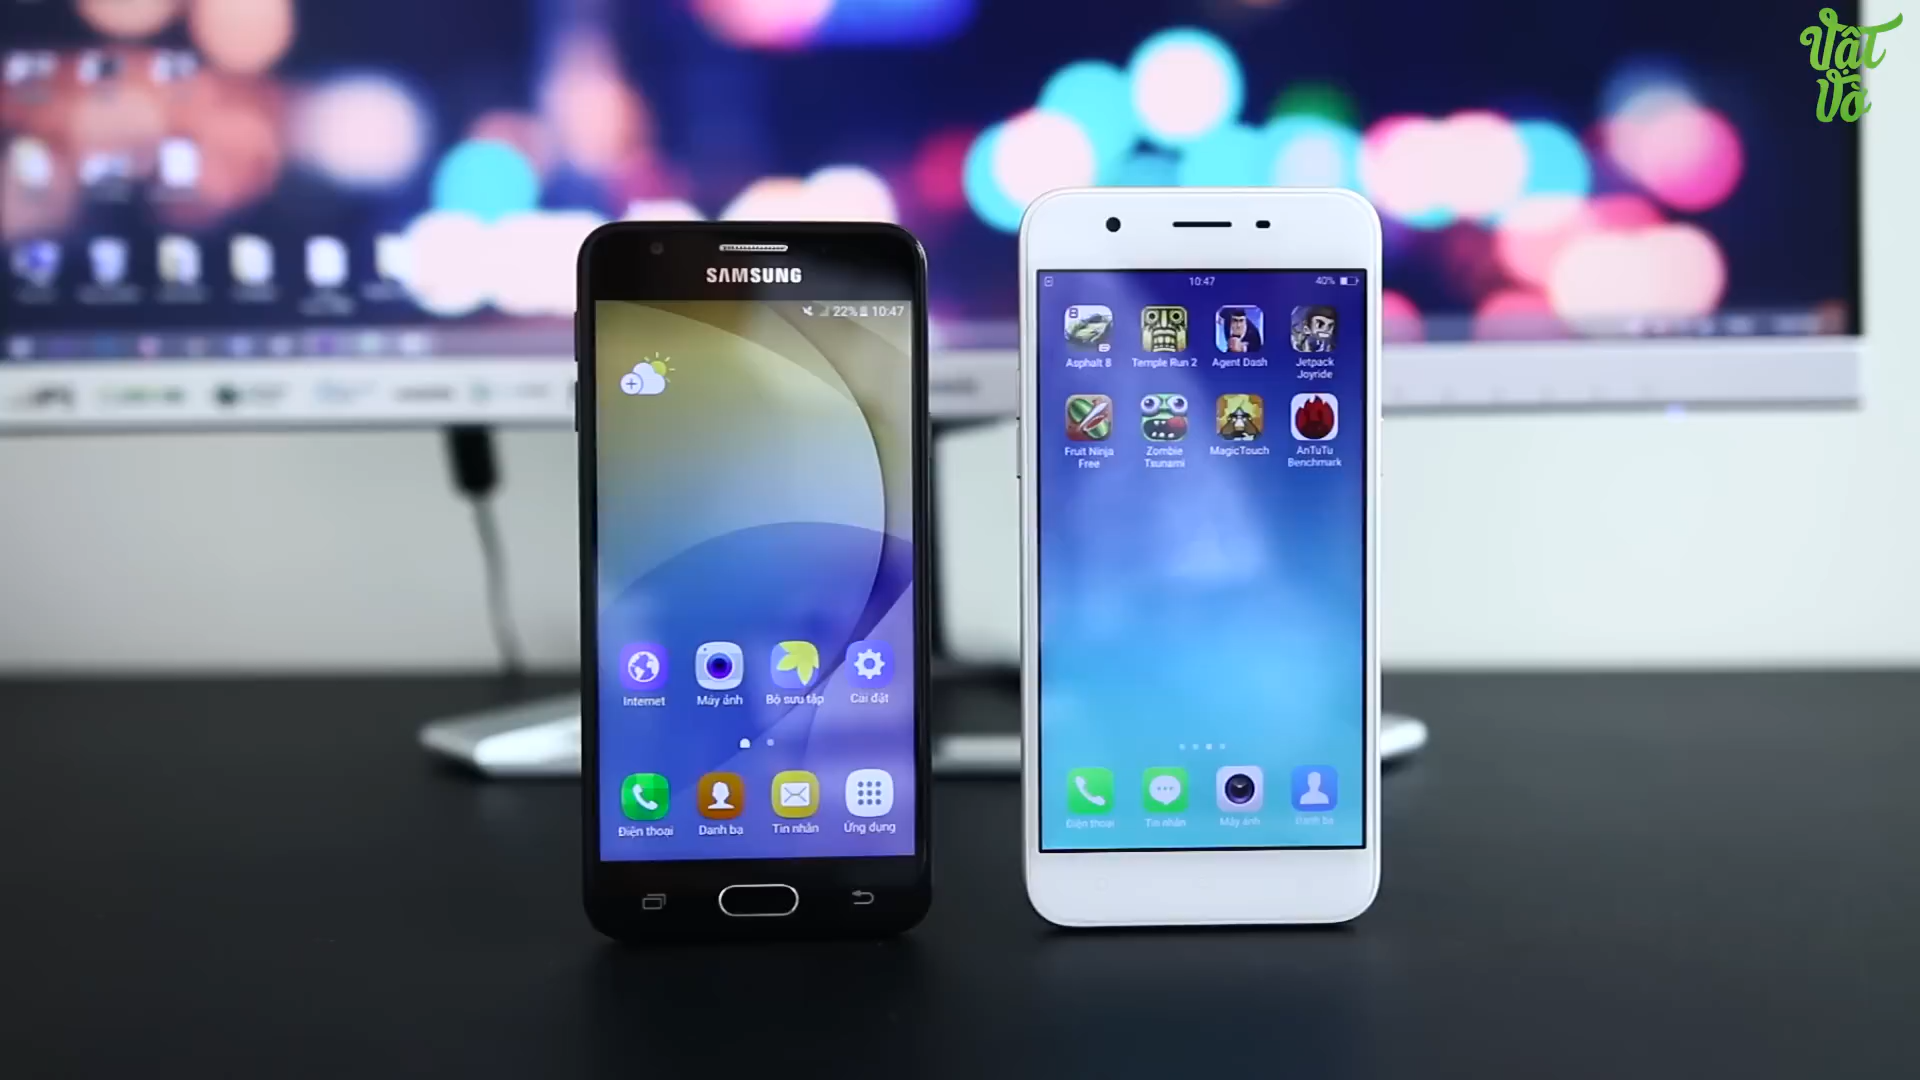 Vật
Vờ
SAMSUNG
22% 10:47
Internet
Máy ảnh
Bộ sưu tập
Cài đặt
Điện thoại
Danh bạ
Tin nhắn
Ứng dụng
10:47
40%
Asphalt 8
Temple Run 2
Agent Dash
Jetpack
Joyride
Fruit Ninja
Free
Zombie
Tsunami
MagicTouch
AnTuTu
Benchmark
Điện thoại
Tin nhắn
Máy ảnh
Danh bạ